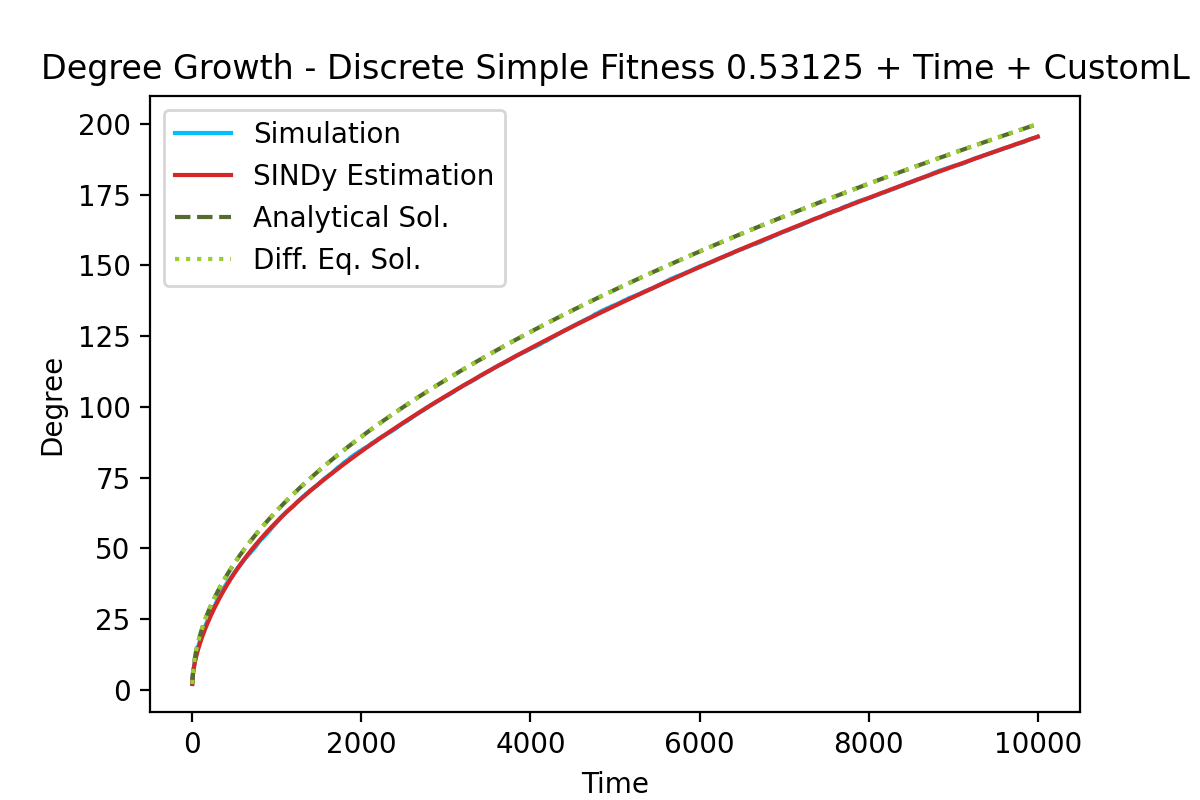 Degree Growth - Discrete Simple Fitness 0.53125 + Time + CustomL
Simulation
SINDy Estimation
Analytical Sol.
Diff. Eq. Sol.
200
175
150
125
100
75
50
25
0
Degree
0 2000 4000 6000 8000 10000
Time